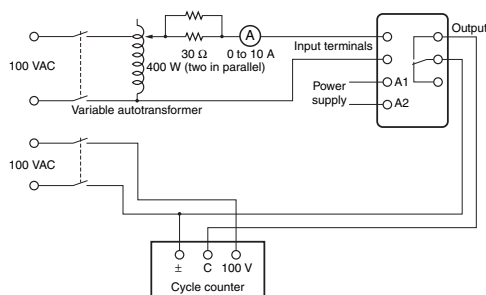 Output
30 Ω
0 to 10 A
A
400 W (two in parallel)
Input terminals
100 VAC
Power
supply
A1
A2
Variable autotransformer
100 VAC
± C 100 V
Cycle counter